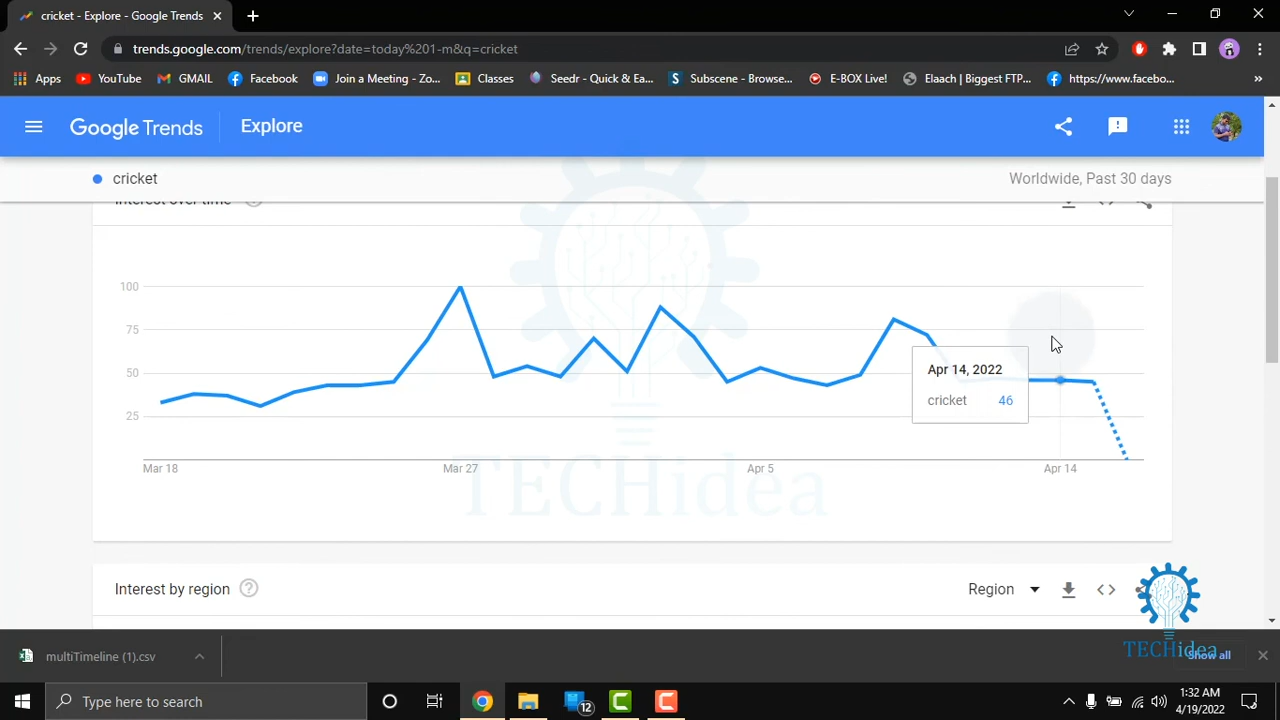 cricket - Explore - Google Trends
trends.google.com/trends/explore?date=today%201-m&q=cricket
Apps YouTube GMAIL Facebook Join a Meeting - Zo... Classes Seedr - Quick & Ea... Subscene - Browse... E-BOX Live! Elaach | Biggest FTP... https://www.facebo... »
Google Trends Explore
cricket Worldwide, Past 30 days
Interest over time
100
75
50
25
Mar 18 Mar 27 Apr 5 Apr 14
Apr 14, 2022
cricket 46
TECHidea
Interest by region Region
multiTimeline (1).csv
Show all
TECHidea
Type here to search
12
1:32 AM
4/19/2022